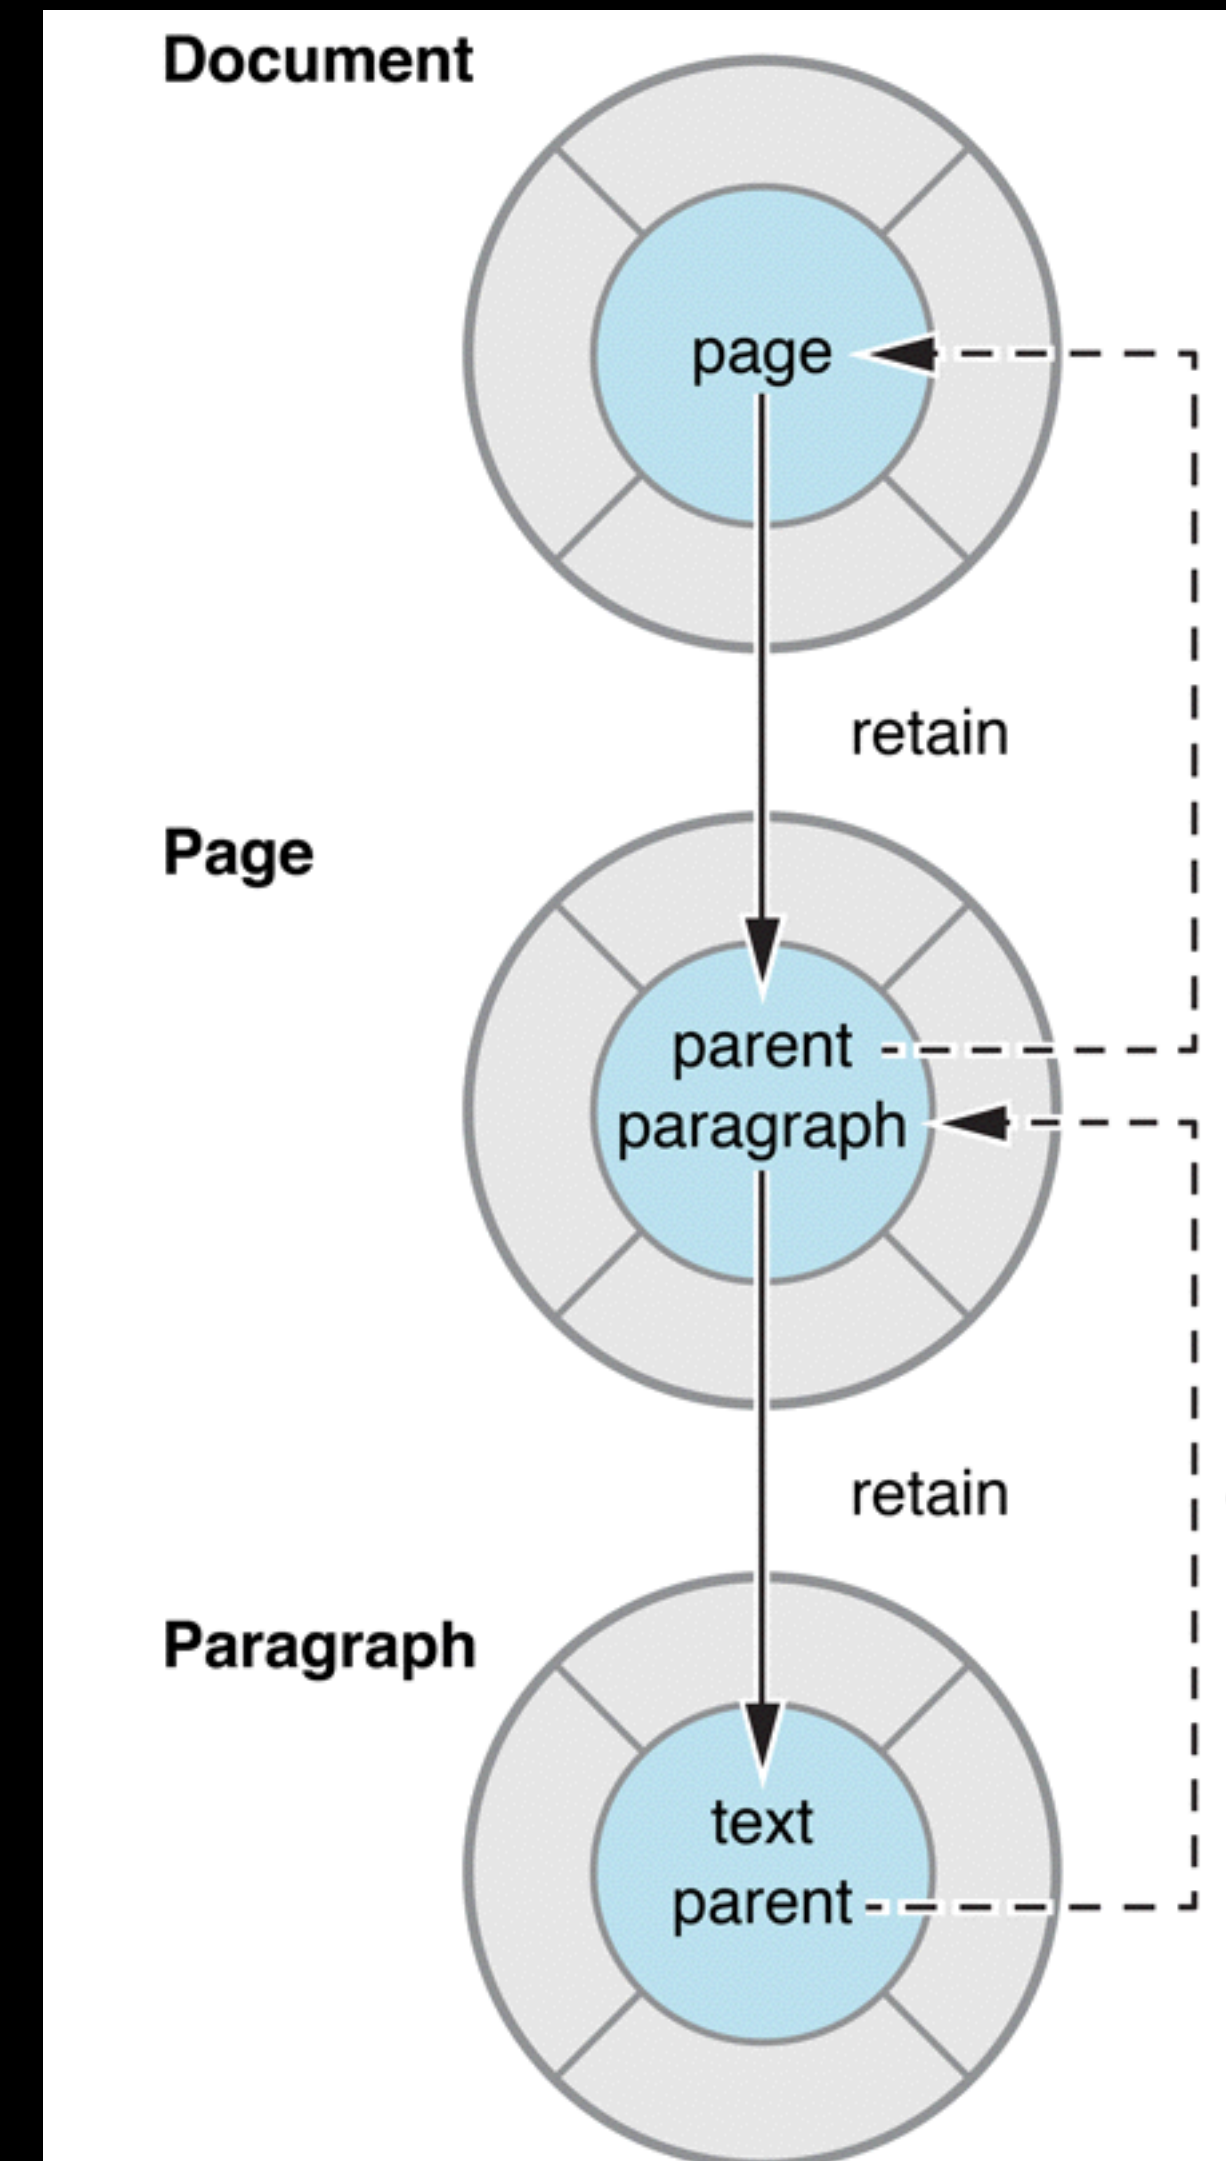 Document
page
retain
Page
parent
paragraph
retain
Paragraph
text
parent